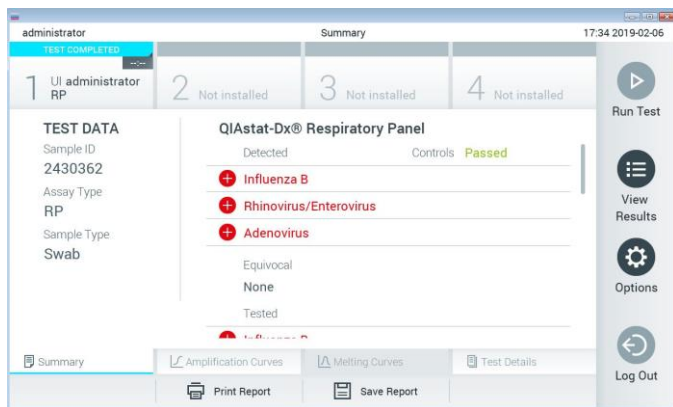 administrator Summary 17:34 2019-02-06
TEST COMPLETED
--:--
1 UI administrator
RP
2 Not installed
3 Not installed
4 Not installed
Run Test
View
Results
Options
Log Out
TEST DATA
Sample ID
2430362
Assay Type
RP
Sample Type
Swab
QIAstat-Dx® Respiratory Panel
Detected Controls Passed
Influenza B
Rhinovirus/Enterovirus
Adenovirus
Equivocal
None
Tested
Influenza B
Summary
Amplification Curves
Melting Curves
Test Details
Print Report
Save Report